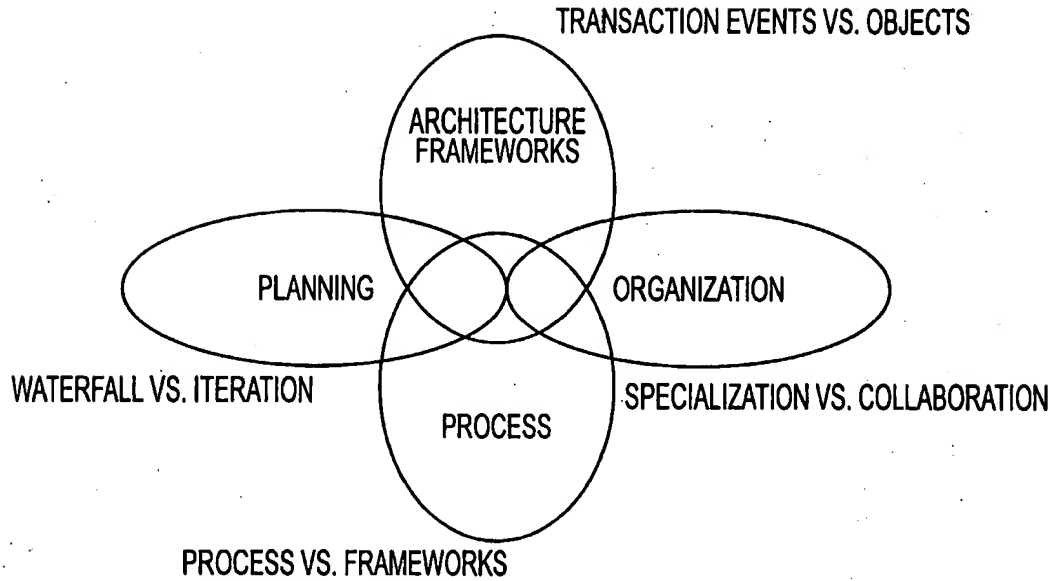 TRANSACTION EVENTS VS. OBJECTS
ARCHITECTURE
FRAMEWORKS
PLANNING
ORGANIZATION
WATERFALL VS. ITERATION
SPECIALIZATION VS. COLLABORATION
PROCESS
PROCESS VS. FRAMEWORKS